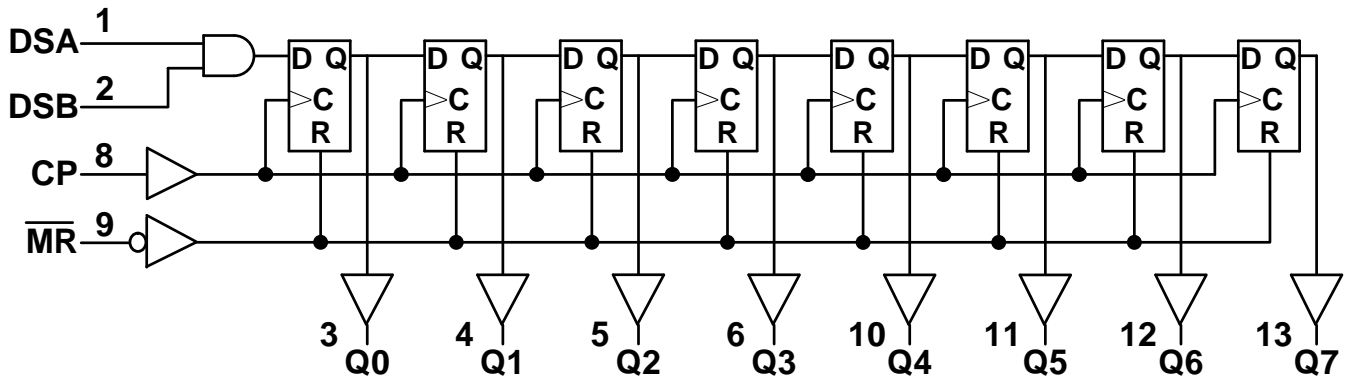 1
DSA
2
DSB
D Q D Q D Q D Q D Q D Q D Q D Q
C C C C C C C C
R R R R R R R R
8
CP
9
MR
3 4 5 6 10 11 12 13
Q0 Q1 Q2 Q3 Q4 Q5 Q6 Q7